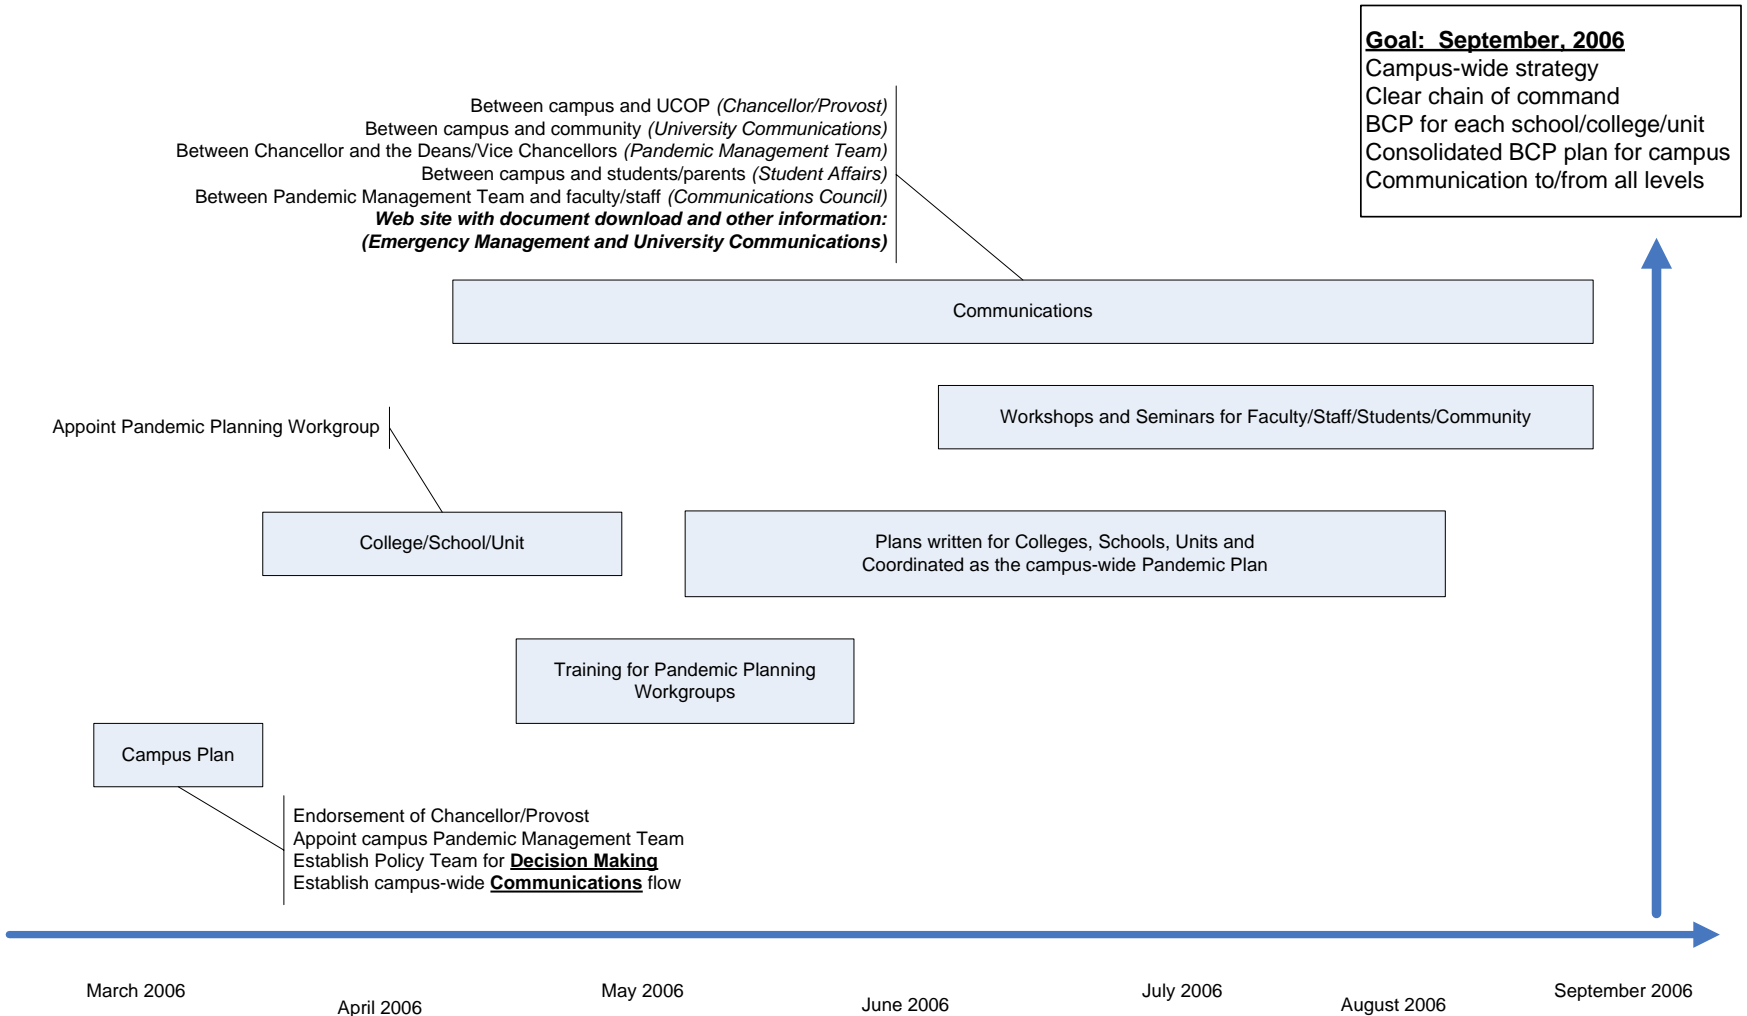 Goal: September, 2006
Campus-wide strategy
Clear chain of command
BCP for each school/college/unit
Consolidated BCP plan for campus
Communication to/from all levels
Between campus and UCOP (Chancellor/Provost)
Between campus and community (University Communications)
Between Chancellor and the Deans/Vice Chancellors (Pandemic Management Team)
Between campus and students/parents (Student Affairs)
Between Pandemic Management Team and faculty/staff (Communications Council)
Web site with document download and other information:
(Emergency Management and University Communications)
Communications
Workshops and Seminars for Faculty/Staff/Students/Community
Appoint Pandemic Planning Workgroup
College/School/Unit
Plans written for Colleges, Schools, Units and
Coordinated as the campus-wide Pandemic Plan
Training for Pandemic Planning
Workgroups
Campus Plan
Endorsement of Chancellor/Provost
Appoint campus Pandemic Management Team
Establish Policy Team for Decision Making
Establish campus-wide Communications flow
March 2006
April 2006
May 2006
June 2006
July 2006
August 2006
September 2006